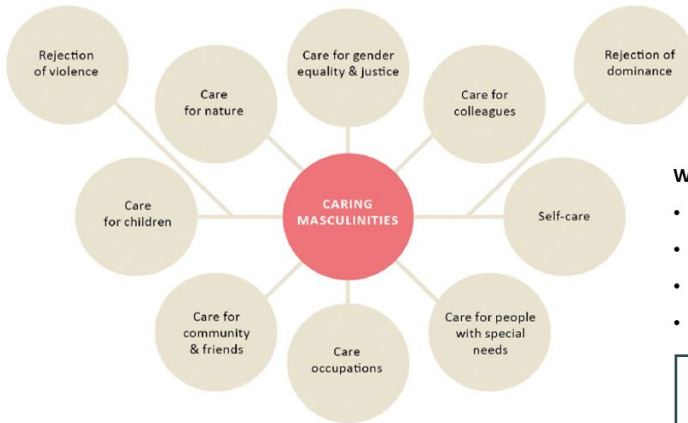 Rejection
of violence
Care for gender
equality & justice
Rejection of
dominance
Care
for nature
Care for
colleagues
Care
for children
CARING
MASCULINITIES
Self-care
Care for
community
& friends
Care
occupations
Care for people
with special
needs
W
•
•
•
•